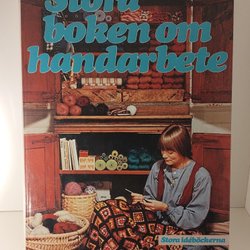 Stora
boken om
handarbete
Stora idéböckerna